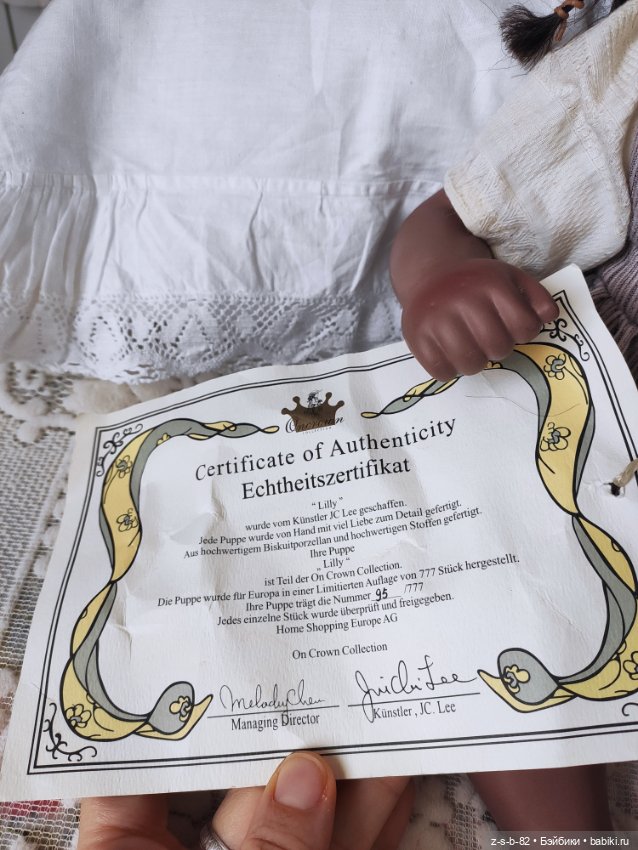 Oncrown
Certificate of Authenticity
Echtheitszertifikat
“ Lilly ”
wurde vom Künstler JC Lee geschaffen.
Jede Puppe wurde von Hand mit viel Liebe zum Detail gefertigt.
Aus hochwertigem Biskuitporzellan und hochwertigen Stoffen gefertigt.
Ihre Puppe
„ Lilly “
ist Teil der On Crown Collection.
Die Puppe wurde für Europa in einer Limitierten Auflage von 777 Stück hergestellt.
Ihre Puppe trägt die Nummer 95 /777
Jedes einzelne Stück wurde überprüft und freigegeben.
Home Shopping Europe AG
On Crown Collection
Melody Chen
Managing Director
Lee
Künstler , JC. Lee
z-s-b-82 • Бэйбики • babiki.ru